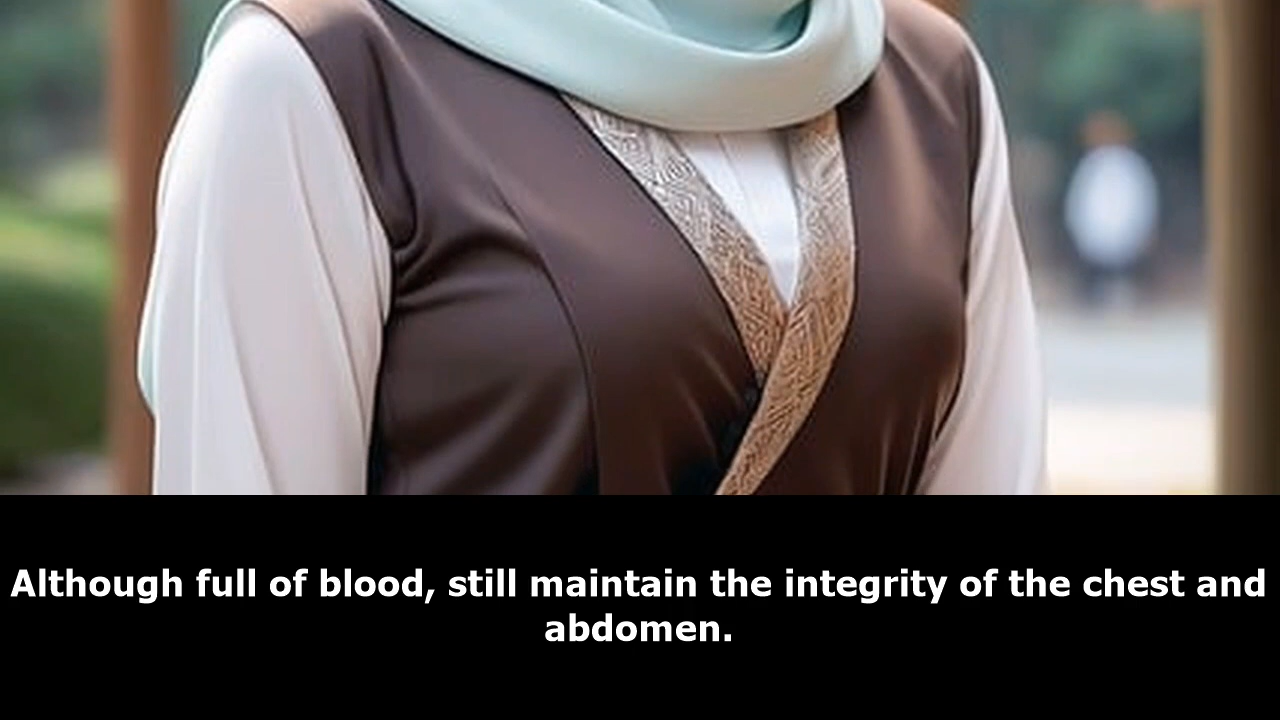 Although full of blood, still maintain the integrity of the chest and
abdomen.